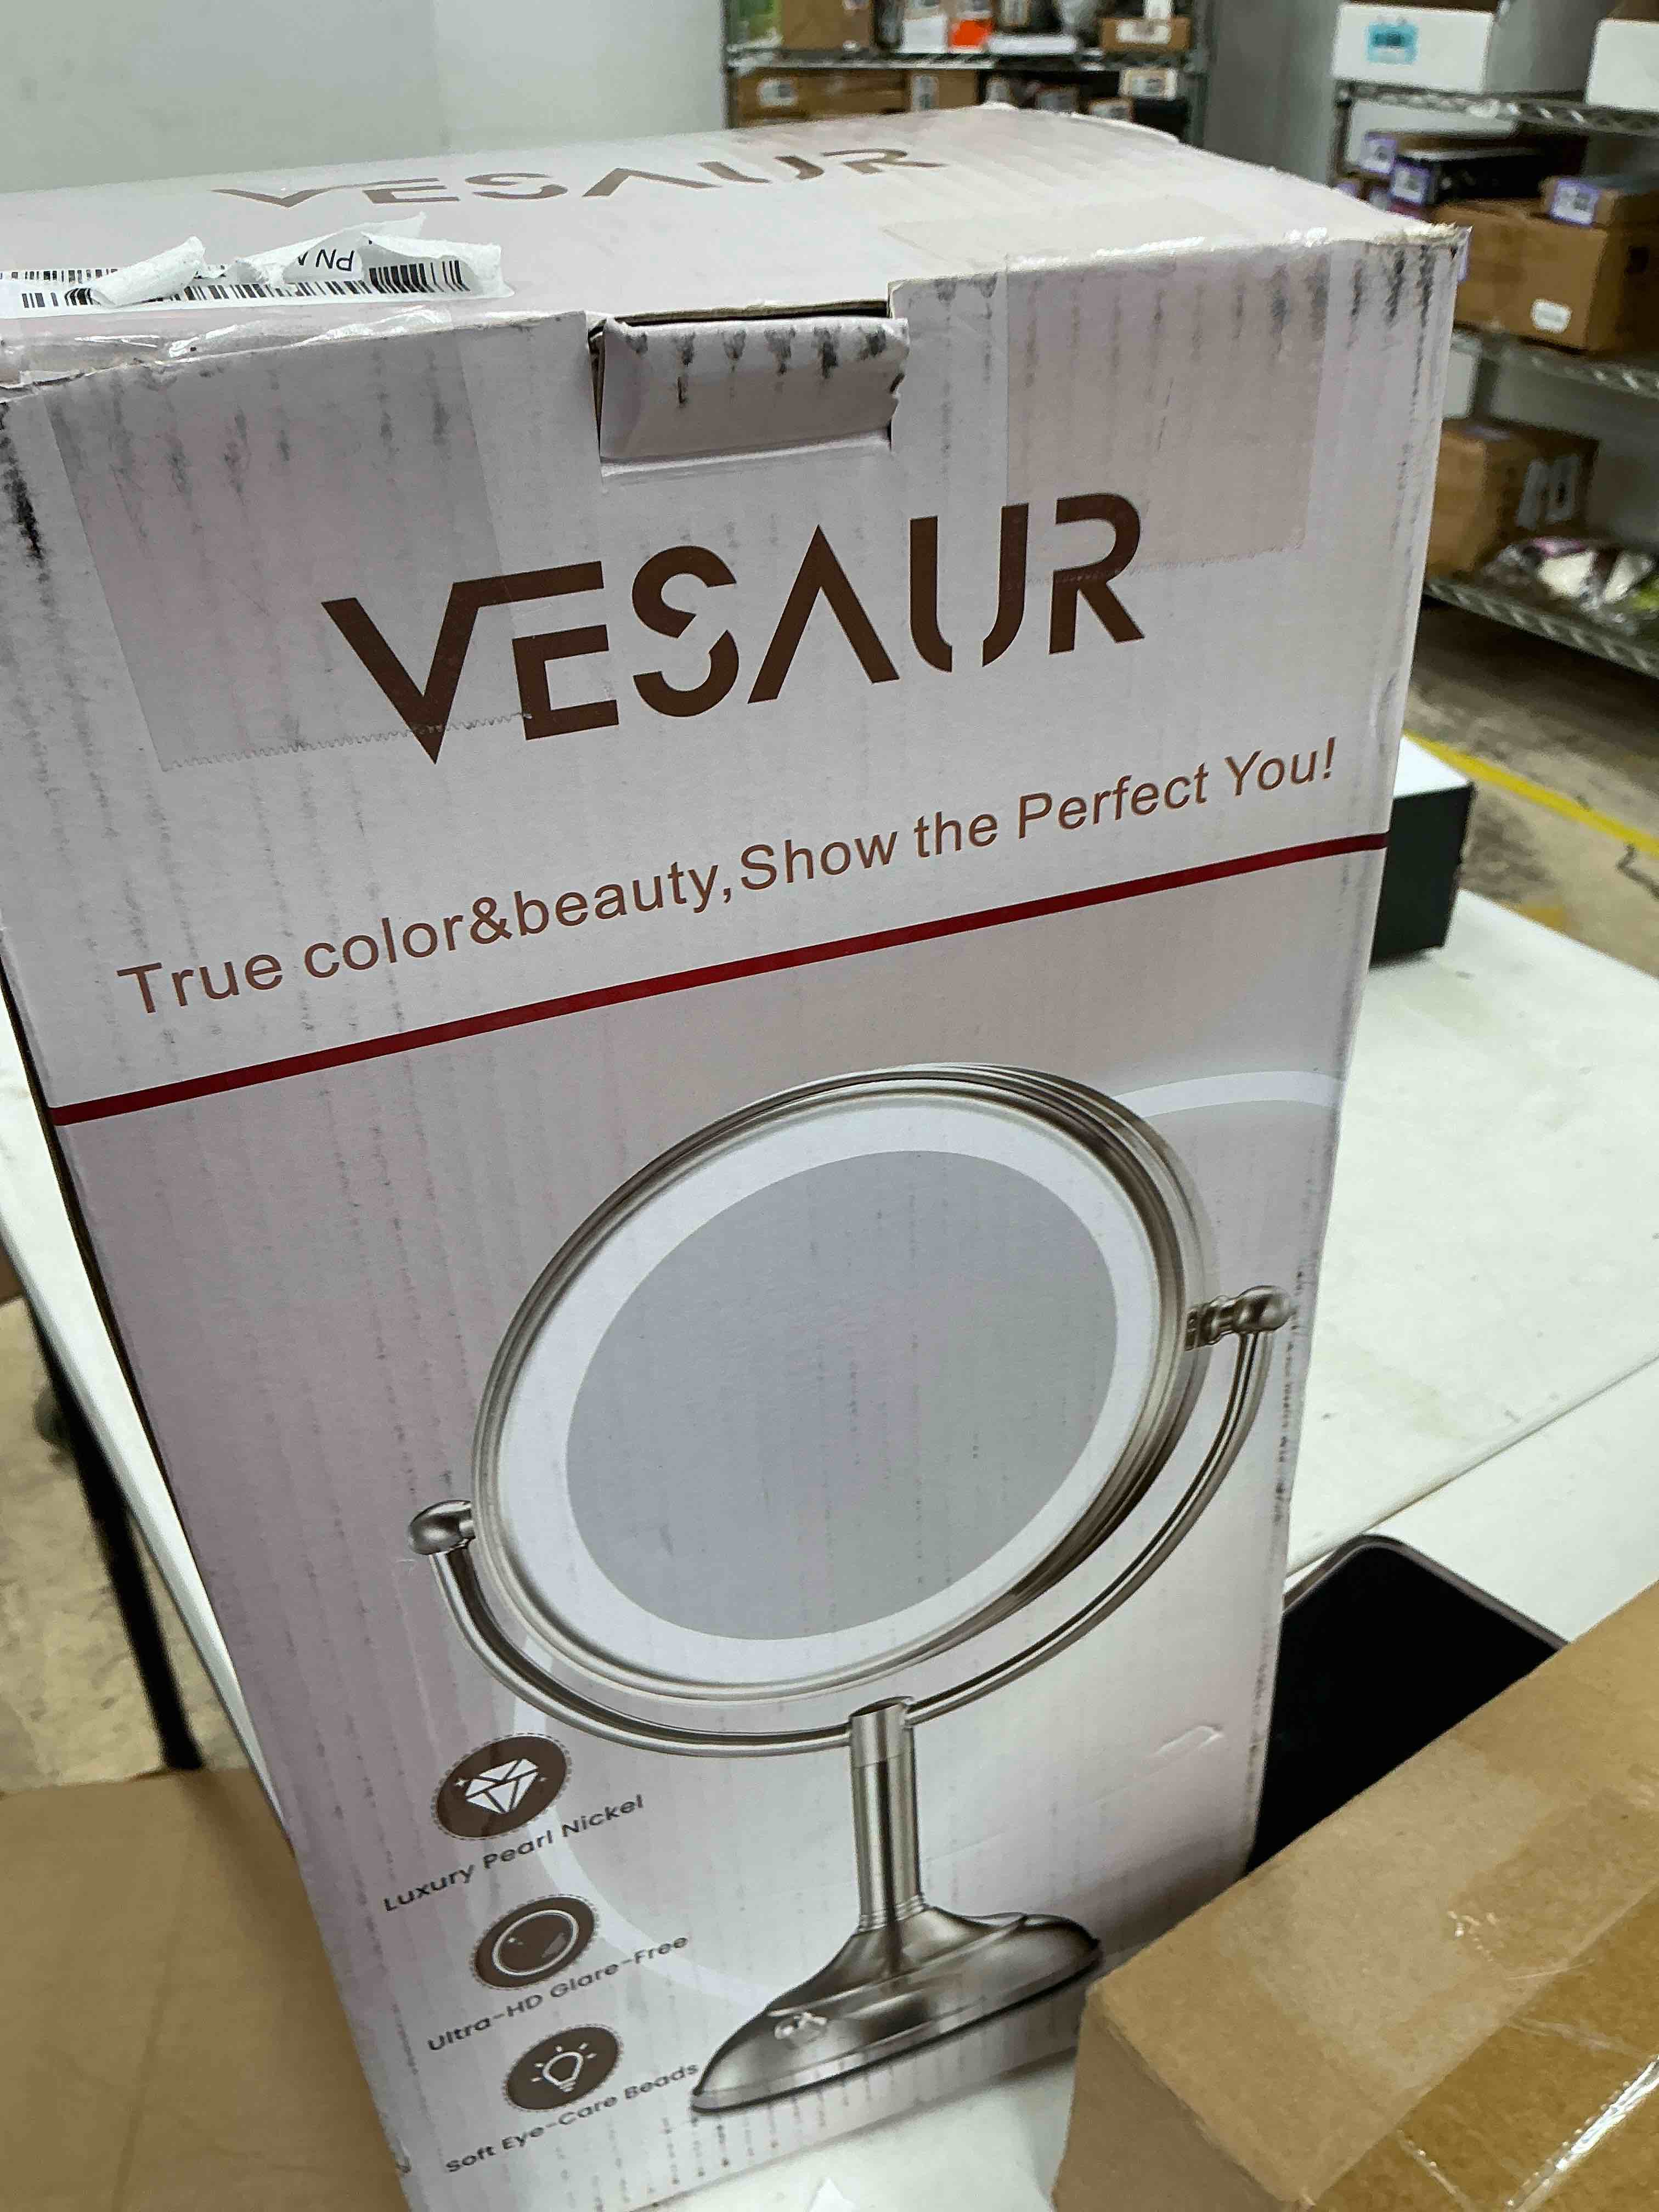 VESAUR
PN
VESAUR
True color&beauty,Show the Perfect You!
Luxury Pearl Nickel
Ultra-HD Glare-Free
Soft Eye-Care Beads